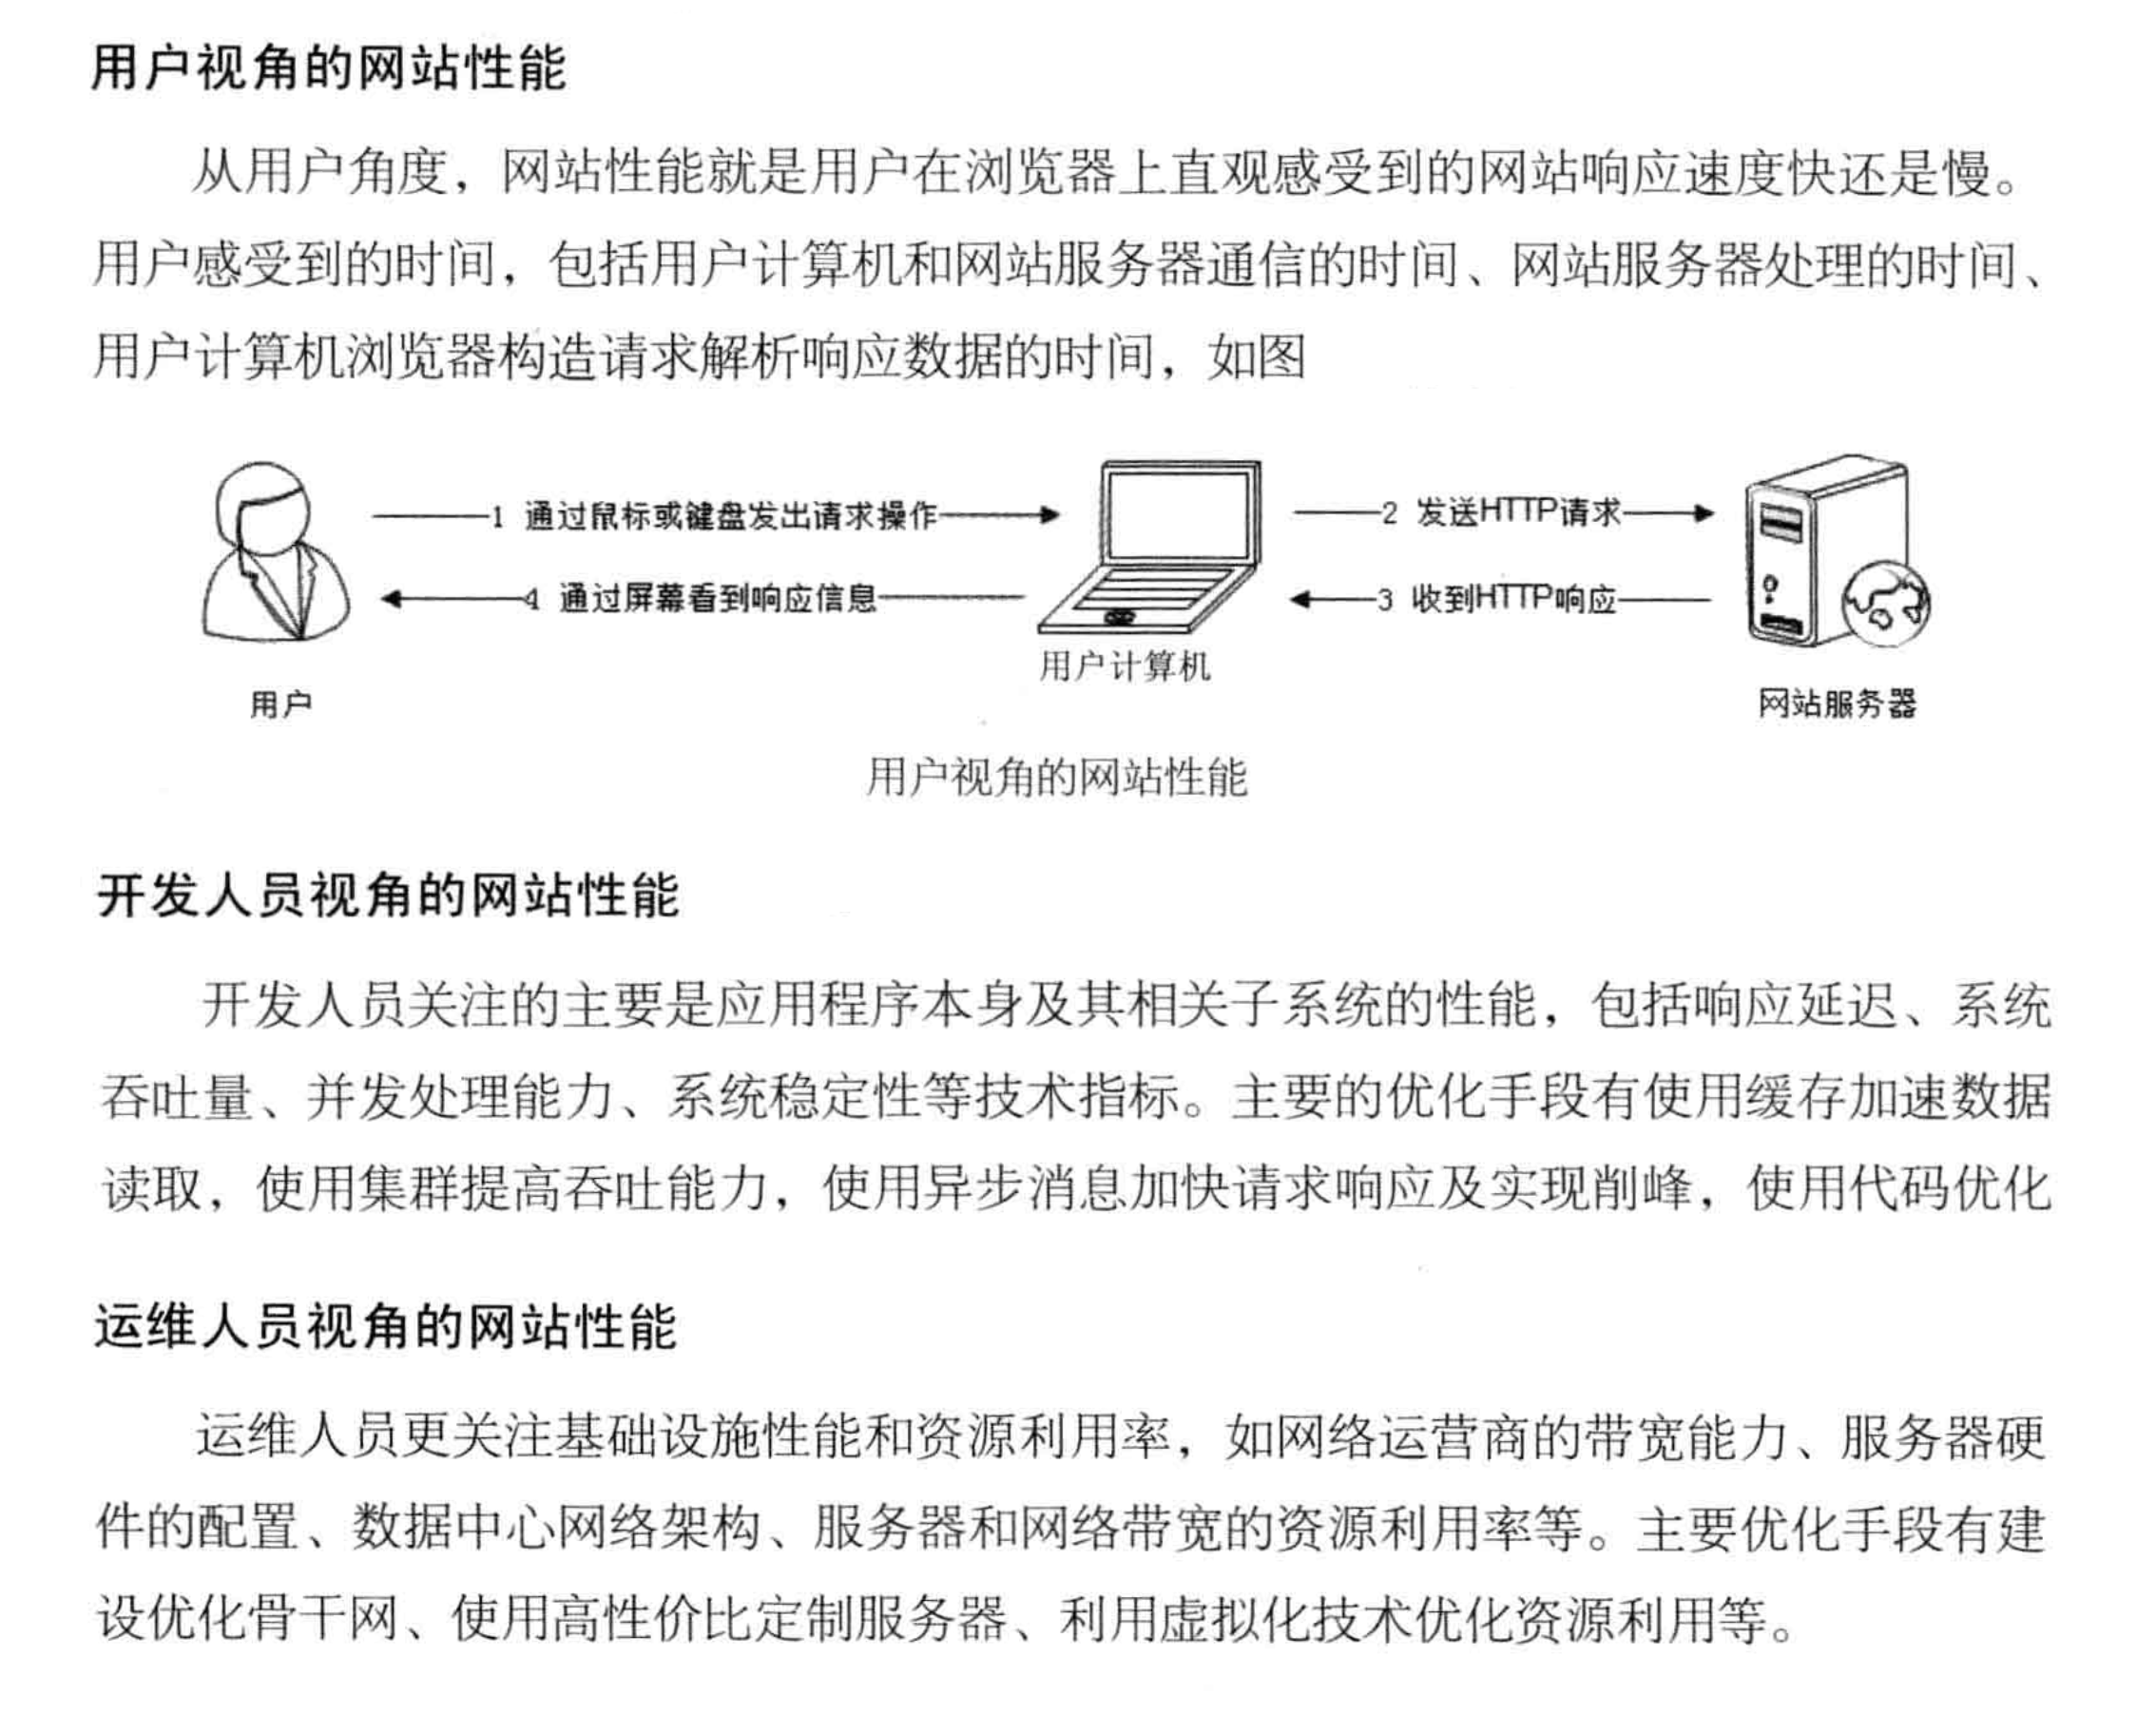 用户视角的网站性能
从用户角度，网站性能就是用户在浏览器上直观感受到的网站响应速度快还是慢。
用户感受到的时间，包括用户计算机和网站服务器通信的时间、网站服务器处理的时间、
用户计算机浏览器构造请求解析响应数据的时间，如图
1 通过鼠标或键盘发出请求操作
2 发送HTTP请求
4 通过屏幕看到响应信息
3 收到HTTP响应
用户计算机
用户
网站服务器
用户视角的网站性能
开发人员视角的网站性能
开发人员关注的主要是应用程序本身及其相关子系统的性能，包括响应延迟、系统
吞吐量、并发处理能力、系统稳定性等技术指标。主要的优化手段有使用缓存加速数据
读取，使用集群提高吞吐能力，使用异步消息加快请求响应及实现削峰，使用代码优化
运维人员视角的网站性能
运维人员更关注基础设施性能和资源利用率，如网络运营商的带宽能力、服务器硬
件的配置、数据中心网络架构、服务器和网络带宽的资源利用率等。主要优化手段有建
设优化骨干网、使用高性价比定制服务器、利用虚拟化技术优化资源利用等。